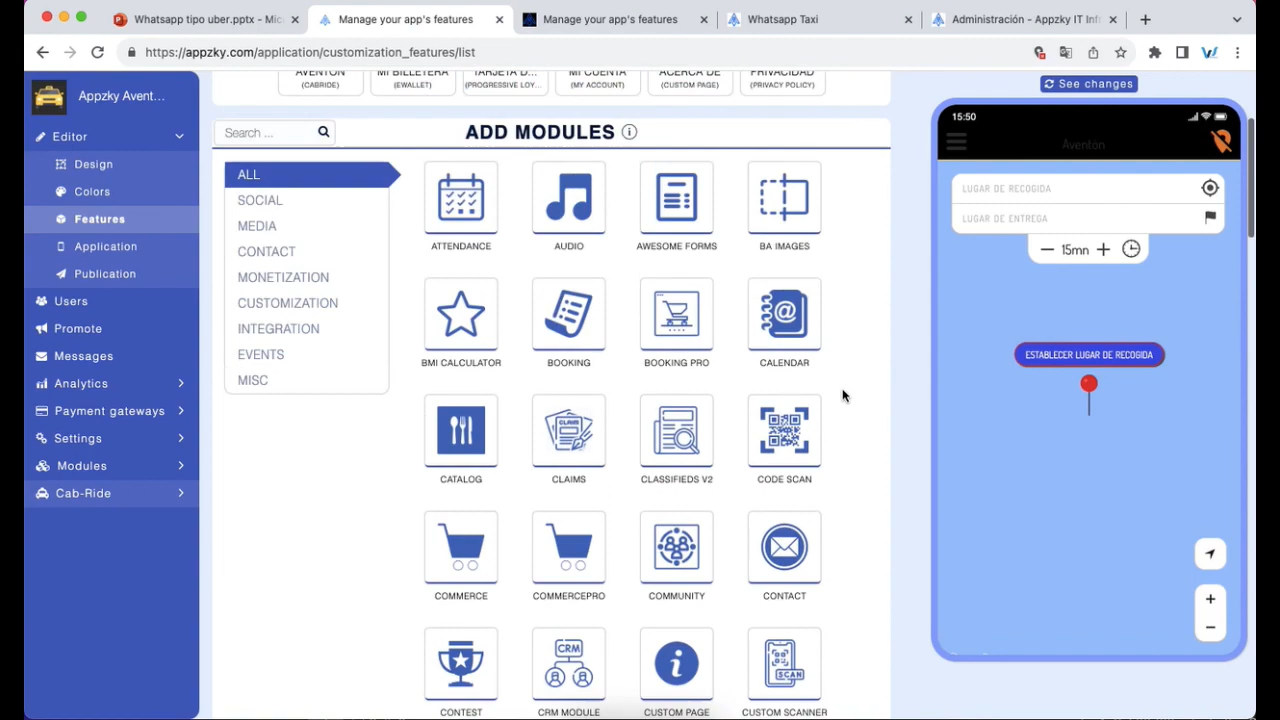 Whatsapp tipo uber.pptx - Mic
Manage your app's features
Manage your app's features
Whatsapp Taxi
Administración - Appzky IT Inf
https://appzky.com/application/customization_features/list
Appzky Avent...
Editor
Design
Colors
Features
Application
Publication
Users
Promote
Messages
Analytics
Payment gateways
Settings
Modules
Cab-Ride
AVENTÓN
MI BILLETERA
TARJETA D...
MI CUENTA
ACERCA DE
PRIVACIDAD
(CABRIDE)
(EWALLET)
(PROGRESSIVE LOY...
(MY ACCOUNT)
(CUSTOM PAGE)
(PRIVACY POLICY)
Search ...
ADD MODULES
ALL
SOCIAL
MEDIA
CONTACT
MONETIZATION
CUSTOMIZATION
INTEGRATION
EVENTS
MISC
ATTENDANCE
AUDIO
AWESOME FORMS
BA IMAGES
BMI CALCULATOR
BOOKING
BOOKING PRO
CALENDAR
CLAIM
CATALOG
CLAIMS
CLASSIFIEDS V2
CODE SCAN
COMMERCE
COMMERCEPRO
COMMUNITY
CONTACT
CRM
SCAN
CONTEST
CRM MODULE
CUSTOM PAGE
CUSTOM SCANNER
See changes
15:50
Aventón
LUGAR DE RECOGIDA
LUGAR DE ENTREGA
15mn
ESTABLECER LUGAR DE RECOGIDA